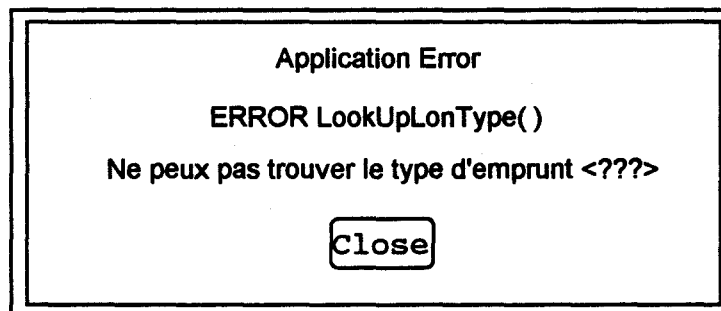 Application Error
ERROR LookUpLonType( )
Ne peux pas trouver le type d'emprunt <???>
Close